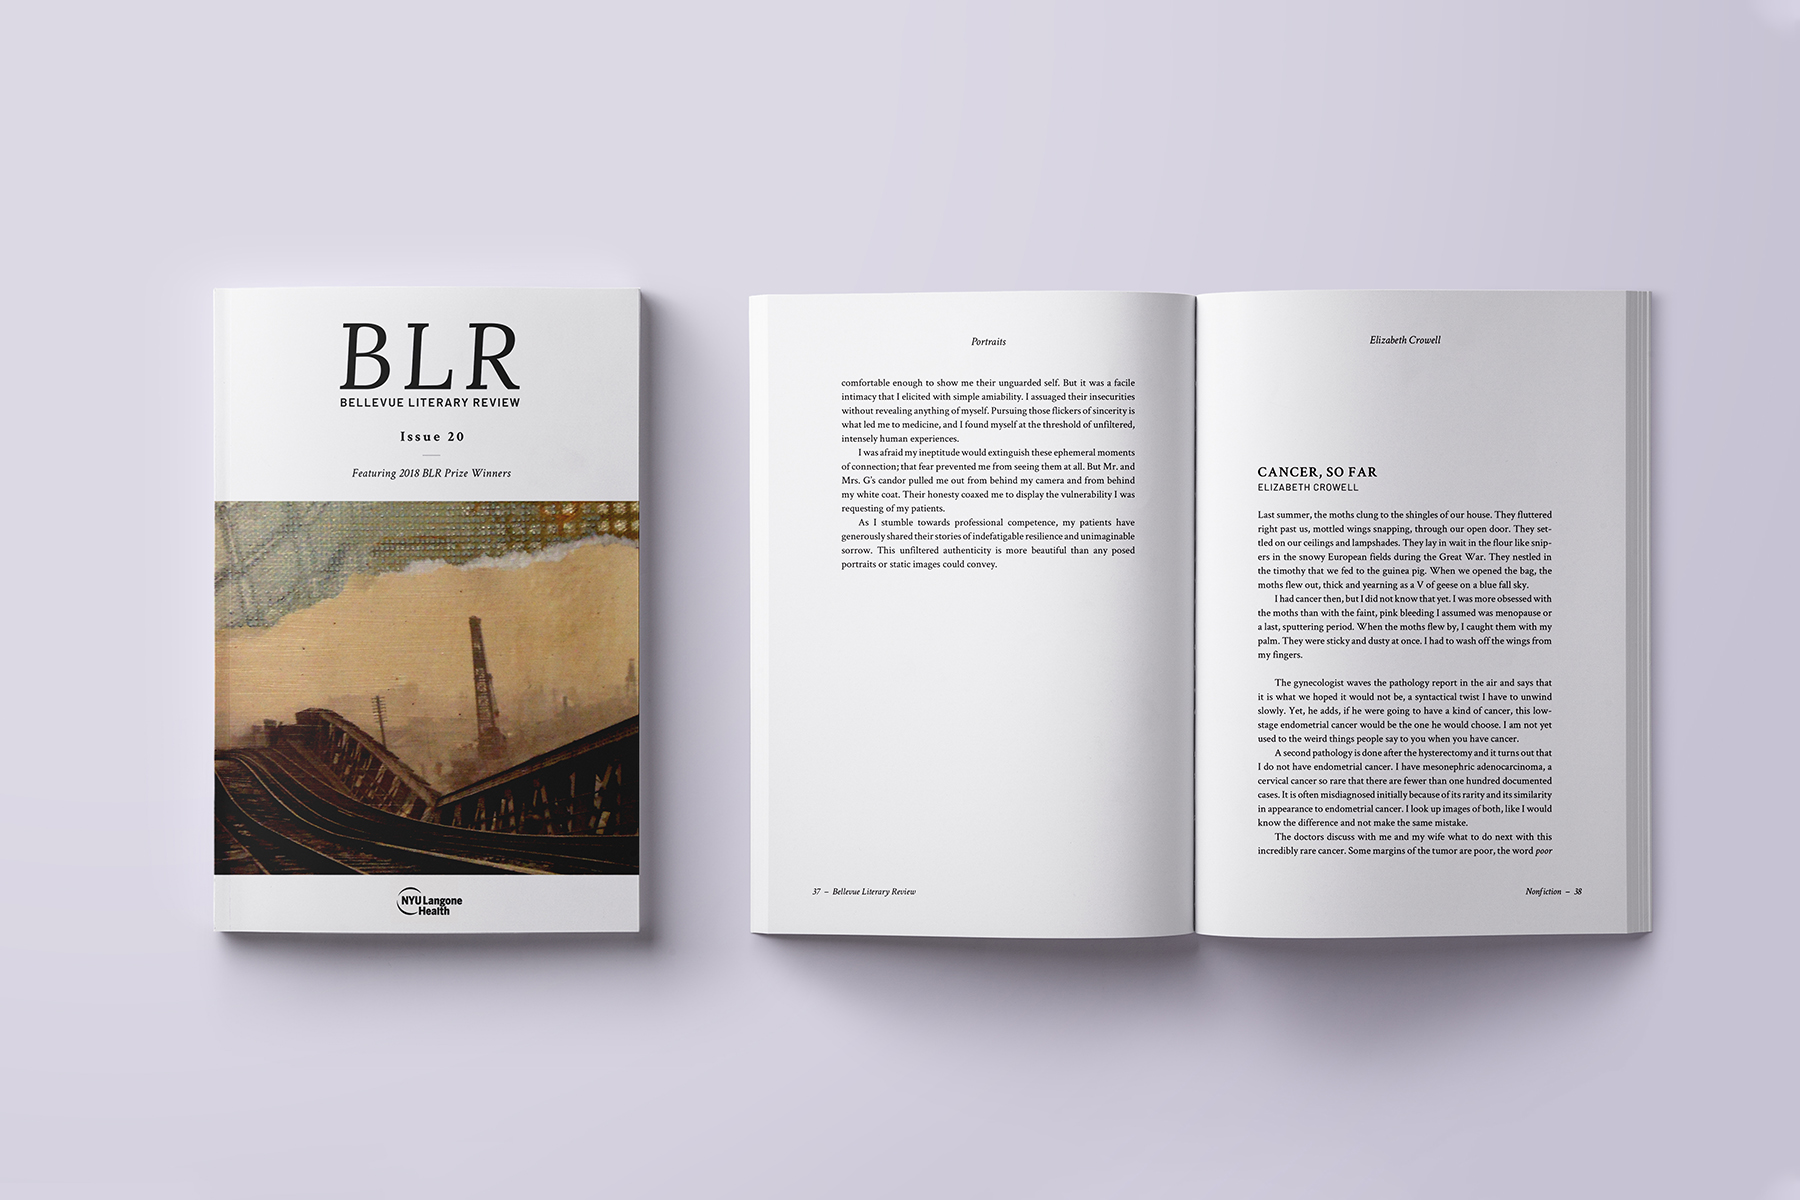 BLR
BELLEVUE LITERARY REVIEW
Issue 20
Featuring 2018 BLR Prize Winners
NYU Langone
Health
Portraits
comfortable enough to show me their unguarded self. But it was a facile
intimacy that I elicited with simple amiability. I assuaged their insecurities
without revealing anything of myself. Pursuing those flickers of sincerity is
what led me to medicine, and I found myself at the threshold of unfiltered,
intensely human experiences.
I was afraid my ineptitude would extinguish these ephemeral moments
of connection; that fear prevented me from seeing them at all. But Mr. and
Mrs. G's candor pulled me out from behind my camera and from behind
my white coat. Their honesty coaxed me to display the vulnerability I was
requesting of my patients.
As I stumble towards professional competence, my patients have
generously shared their stories of indefatigable resilience and unimaginable
sorrow. This unfiltered authenticity is more beautiful than any posed
portraits or static images could convey.
37 – Bellevue Literary Review
Elizabeth Crowell
CANCER, SO FAR
ELIZABETH CROWELL
Last summer, the moths clung to the shingles of our house. They fluttered
right past us, mottled wings snapping, through our open door. They set-
tled on our ceilings and lampshades. They lay in wait in the flour like snip-
ers in the snowy European fields during the Great War. They nestled in
the timothy that we fed to the guinea pig. When we opened the bag, the
moths flew out, thick and yearning as a V of geese on a blue fall sky.
I had cancer then, but I did not know that yet. I was more obsessed with
the moths than with the faint, pink bleeding I assumed was menopause or
a last, sputtering period. When the moths flew by, I caught them with my
palm. They were sticky and dusty at once. I had to wash off the wings from
my fingers.
The gynecologist waves the pathology report in the air and says that
it is what we hoped it would not be, a syntactical twist I have to unwind
slowly. Yet, he adds, if he were going to have a kind of cancer, this low-
stage endometrial cancer would be the one he would choose. I am not yet
used to the weird things people say to you when you have cancer.
A second pathology is done after the hysterectomy and it turns out that
I do not have endometrial cancer. I have mesonephric adenocarcinoma, a
cervical cancer so rare that there are fewer than one hundred documented
cases. It is often misdiagnosed initially because of its rarity and its similarity
in appearance to endometrial cancer. I look up images of both, like I would
know the difference and not make the same mistake.
The doctors discuss with me and my wife what to do next with this
incredibly rare cancer. Some margins of the tumor are poor, the word poor
Nonfiction – 38